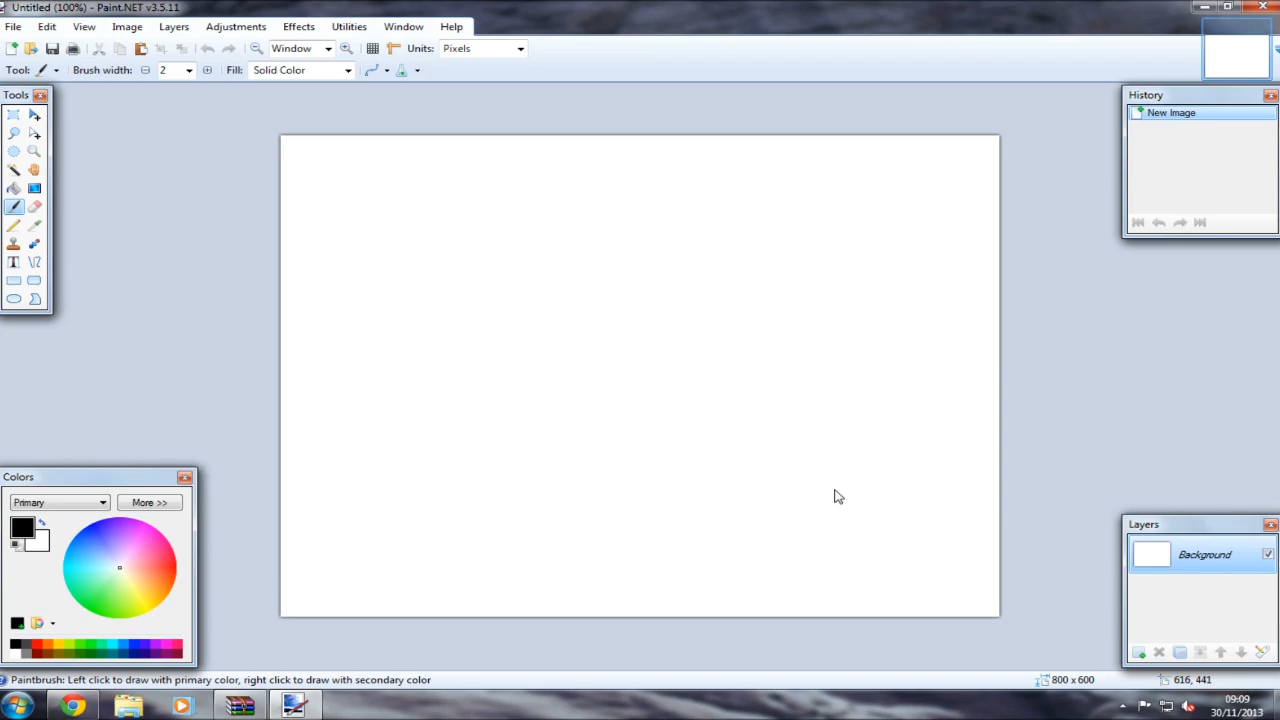 Untitled (100%) - Paint.NET v3.5.11
File Edit View Image Layers Adjustments Effects Utilities Window Help
Window Units: Pixels
Tool: Brush width: 2 Fill: Solid Color
Tools
History
New Image
Colors
Primary More >>
Layers
Background
Paintbrush: Left click to draw with primary color, right click to draw with secondary color 800 x 600 616, 441
09:09
30/11/2013